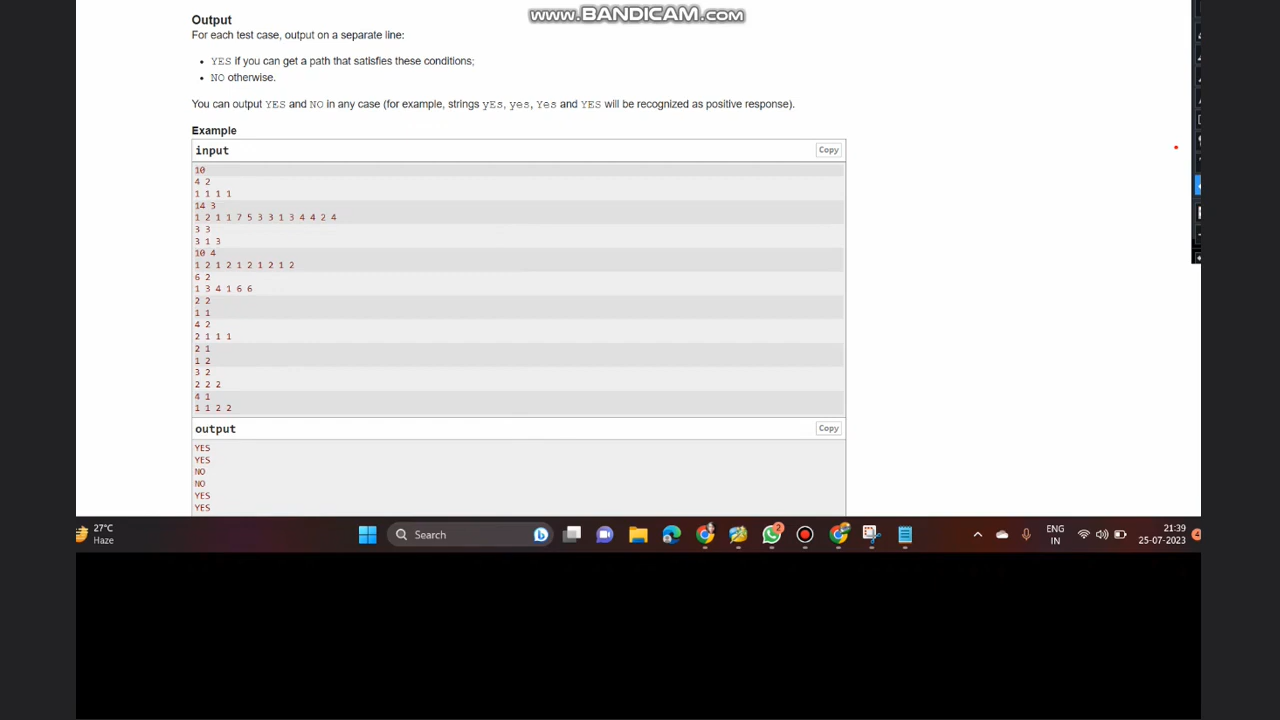 www.BANDICAM.com
Output
For each test case, output on a separate line:
• YES if you can get a path that satisfies these conditions;
• NO otherwise.
You can output YES and NO in any case (for example, strings yEs, yes, Yes and YES will be recognized as positive response).
Example
input
Copy
10
4 2
1 1 1 1
14 3
1 2 1 1 7 5 3 3 1 3 4 4 2 4
3 3
3 1 3
10 4
1 2 1 2 1 2 1 2 1 2
6 2
1 3 4 1 6 6
2 2
1 1
4 2
2 1 1 1
2 1
1 2
3 2
2 2 2
4 1
1 1 2 2
output
Copy
YES
YES
NO
NO
YES
YES
27°C
Haze
Search
2
ENG
IN
21:39
25-07-2023
4